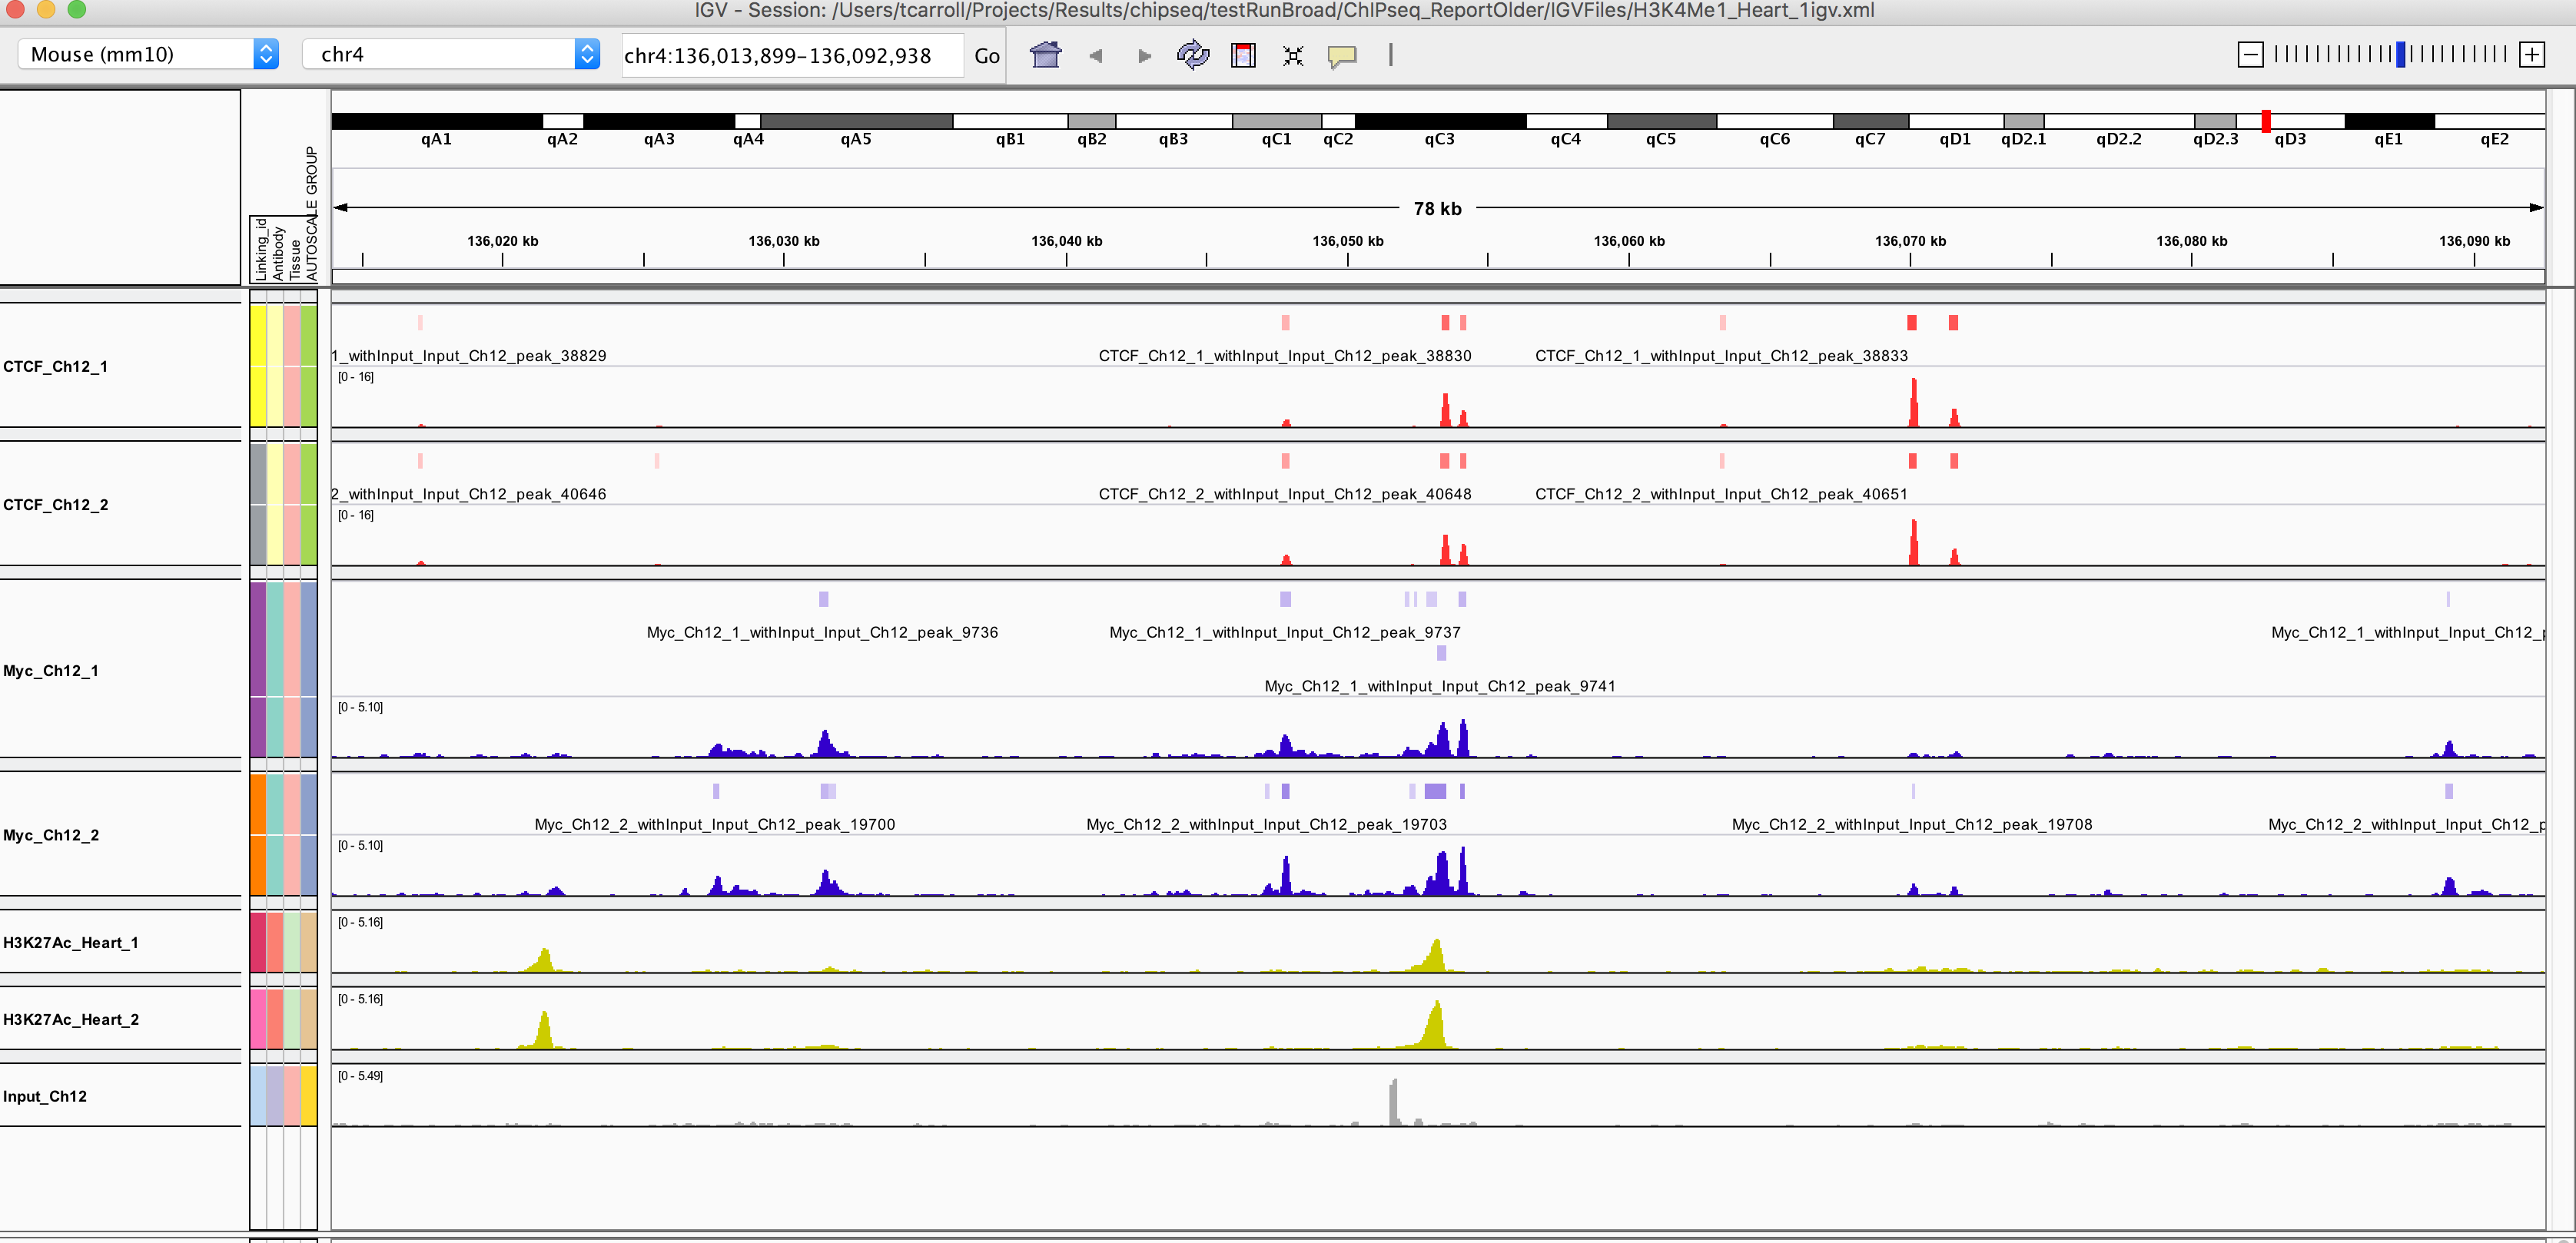 IGV - Session: /Users/tcarroll/Projects/Results/chipseq/testRunBroad/ChIPseq_ReportOlder/IGVFiles/H3K4Me1_Heart_1igv.xml
Mouse (mm10) chr4 chr4:136,013,899-136,092,938 Go
qA1 qA2 qA3 qA4 qA5 qB1 qB2 qB3 qC1 qC2 qC3 qC4 qC5 qC6 qC7 qD1 qD2.1 qD2.2 qD2.3 qD3 qE1 qE2
Linking_id
Antibody
Tissue
AUTOSCALE GROUP
78 kb
136,020 kb 136,030 kb 136,040 kb 136,050 kb 136,060 kb 136,070 kb 136,080 kb 136,090 kb
CTCF_Ch12_1
1_withInput_Input_Ch12_peak_38829 CTCF_Ch12_1_withInput_Input_Ch12_peak_38830 CTCF_Ch12_1_withInput_Input_Ch12_peak_38833
[0 - 16]
CTCF_Ch12_2
2_withInput_Input_Ch12_peak_40646 CTCF_Ch12_2_withInput_Input_Ch12_peak_40648 CTCF_Ch12_2_withInput_Input_Ch12_peak_40651
[0 - 16]
Myc_Ch12_1
Myc_Ch12_1_withInput_Input_Ch12_peak_9736 Myc_Ch12_1_withInput_Input_Ch12_peak_9737 Myc_Ch12_1_withInput_Input_Ch12_p
Myc_Ch12_1_withInput_Input_Ch12_peak_9741
[0 - 5.10]
Myc_Ch12_2
Myc_Ch12_2_withInput_Input_Ch12_peak_19700 Myc_Ch12_2_withInput_Input_Ch12_peak_19703 Myc_Ch12_2_withInput_Input_Ch12_peak_19708 Myc_Ch12_2_withInput_Input_Ch12_p
[0 - 5.10]
H3K27Ac_Heart_1
[0 - 5.16]
H3K27Ac_Heart_2
[0 - 5.16]
Input_Ch12
[0 - 5.49]